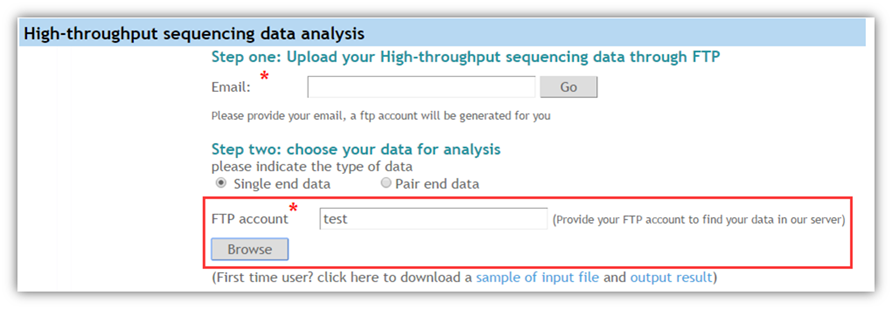 High-throughput sequencing data analysis
Step one: Upload your High-throughput sequencing data through FTP
Email: * Go
Please provide your email, a ftp account will be generated for you
Step two: choose your data for analysis
please indicate the type of data
Single end data Pair end data
FTP account* test (Provide your FTP account to find your data in our server)
Browse
(First time user? click here to download a sample of input file and output result)